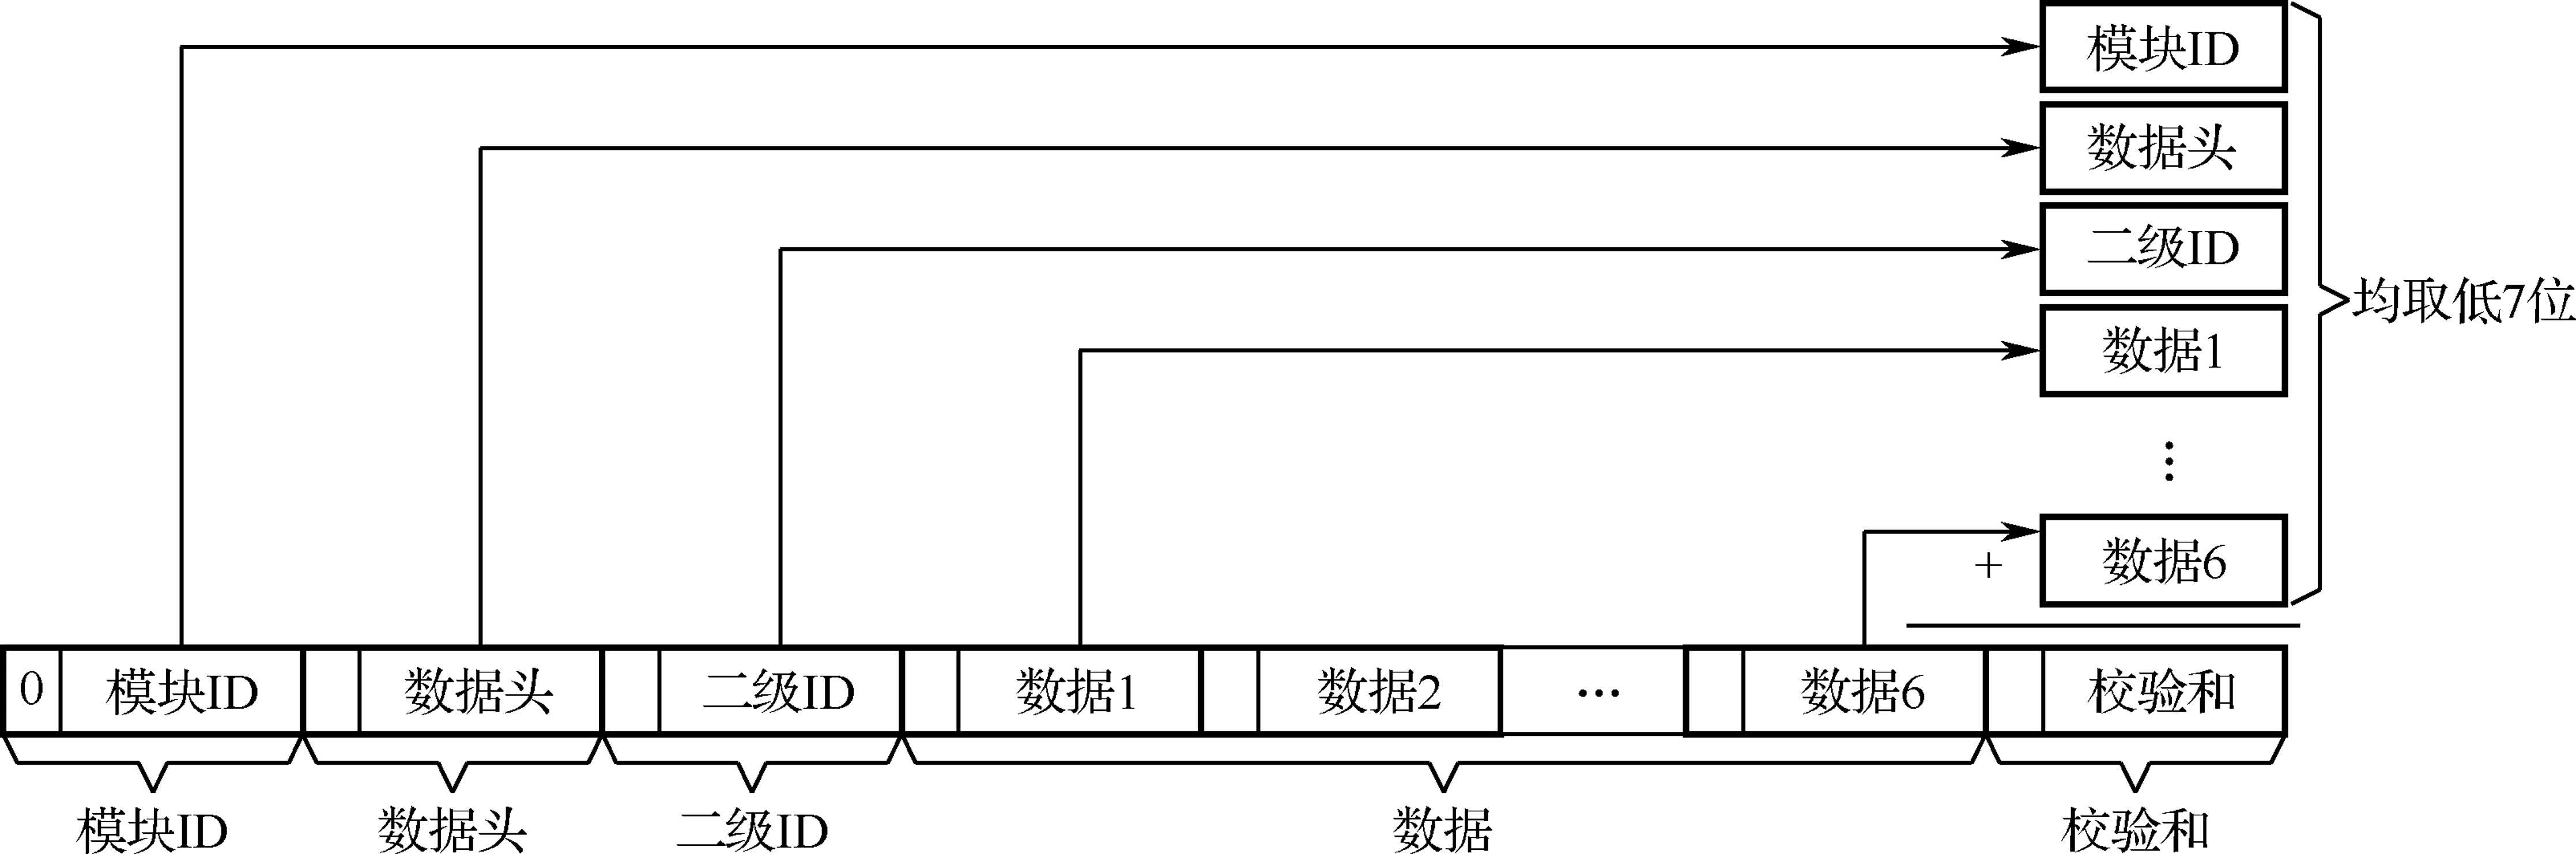 模块ID
数据头
二级ID
均取低7位
数据1
⋮
+ 数据6
0 模块ID 数据头 二级ID 数据1 数据2 … 数据6 校验和
模块ID 数据头 二级ID 数据 校验和